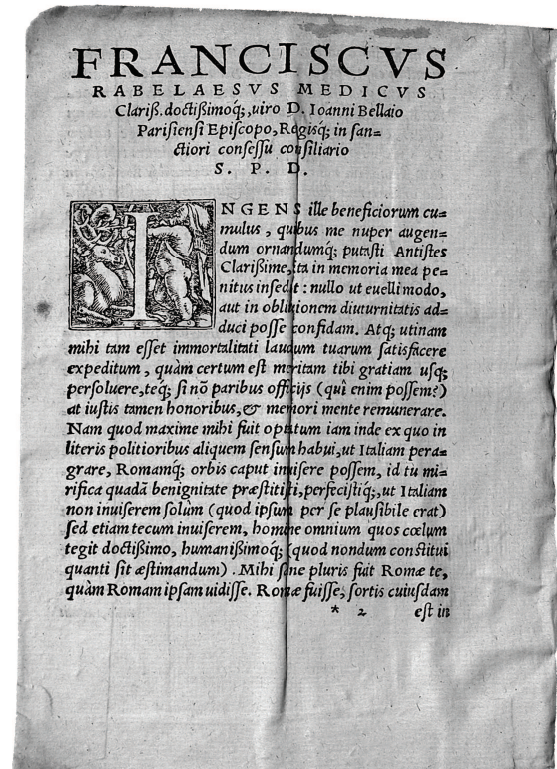 FRANCISCVS
RABELAESVS MEDICVS
Clariß. doctißimoq́;, uiro D. Ioanni Bellaio
Parisiensi Episcopo, Regisq́; in san=
ctiori consessu consiliario
S. P. D.
INGENS ille beneficiorum cu=
mulus, quibus me nuper augen=
dum ornandumq́; putasti Antistes
Clarißime, ita in memoria mea pe=
nitus insedit : nullo ut euelli modo,
aut in obliuionem diuturnitatis ad=
duci posse confidam. Atq; utinam
mihi tam esset immortalitati laudum tuarum satisfacere
expeditum, quàm certum est meritam tibi gratiam usq;
persoluere, teq́; si nō paribus officijs (quî enim possem?)
at iustis tamen honoribus, & memori mente remunerare.
Nam quod maxime mihi fuit optatum iam inde ex quo in
literis politioribus aliquem sensum habui, ut Italiam pera=
grare, Romamq́; orbis caput inuisere possem, id tu mi=
rifica quadā benignitate præstitisti, perfecistiq́;, ut Italiam
non inuiserem solùm (quod ipsum per se plausibile erat)
sed etiam tecum inuiserem, homine omnium quos cœlum
tegit doctißimo, humanißimoq́; (quod nondum constitui
quanti sit æstimandum). Mihi sane pluris fuit Romæ te,
quàm Romam ipsam uidisse. Romæ fuisse, sortis cuiusdam
* 2 est in